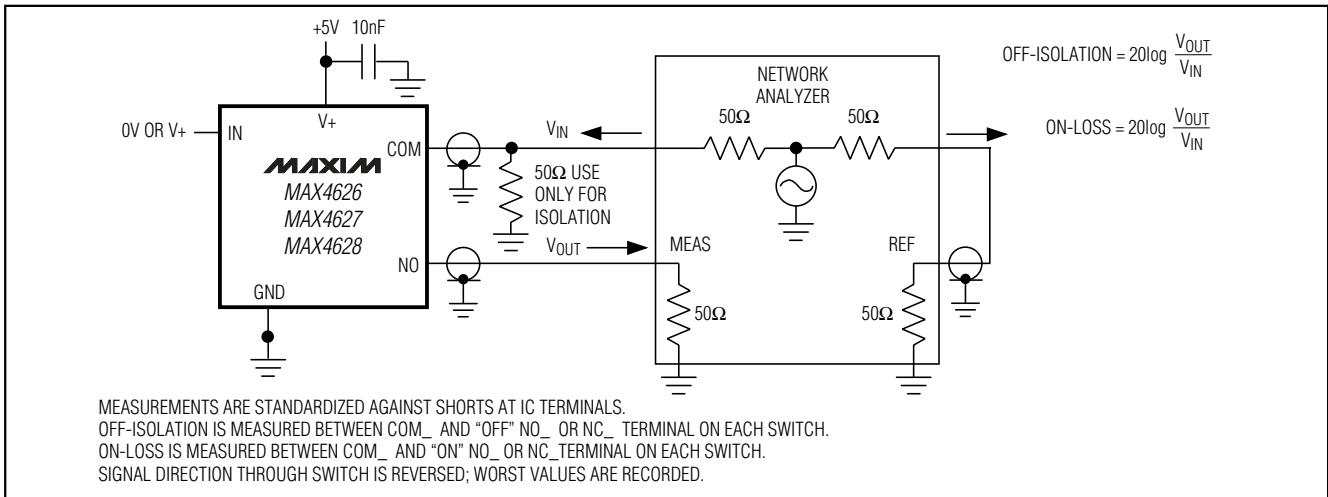 +5V 10nF
V+
0V OR V+
IN
COM
MAXIM
MAX4626
MAX4627
MAX4628
NO
GND
VIN
50Ω USE
ONLY FOR
ISOLATION
VOUT
NETWORK
ANALYZER
50Ω 50Ω
MEAS REF
50Ω 50Ω
OFF-ISOLATION = 20log VOUT
VIN
ON-LOSS = 20log VOUT
VIN
MEASUREMENTS ARE STANDARDIZED AGAINST SHORTS AT IC TERMINALS.
OFF-ISOLATION IS MEASURED BETWEEN COM_ AND “OFF” NO_ OR NC_ TERMINAL ON EACH SWITCH.
ON-LOSS IS MEASURED BETWEEN COM_ AND “ON” NO_ OR NC_TERMINAL ON EACH SWITCH.
SIGNAL DIRECTION THROUGH SWITCH IS REVERSED; WORST VALUES ARE RECORDED.